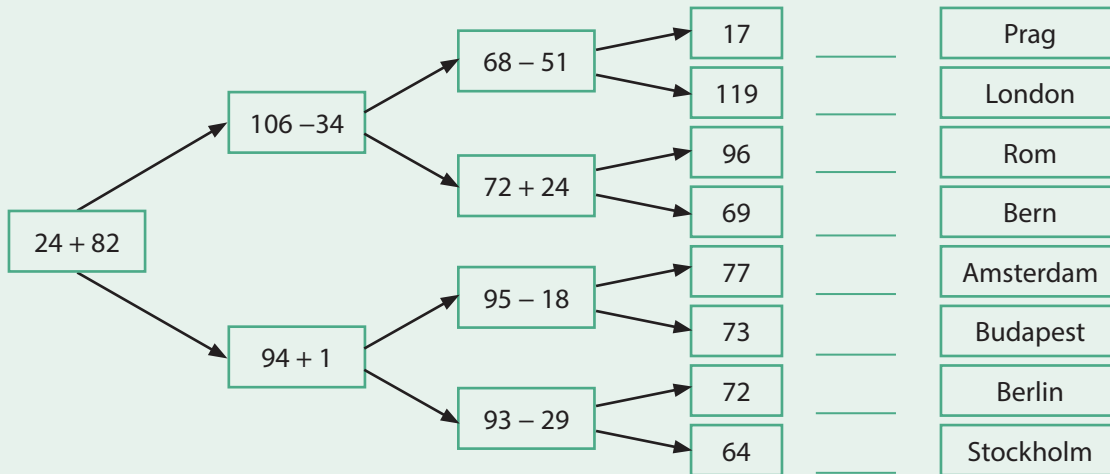 17 Prag
68 – 51
119 London
106 –34
96 Rom
72 + 24
69 Bern
24 + 82
77 Amsterdam
95 – 18
73 Budapest
94 + 1
72 Berlin
93 – 29
64 Stockholm